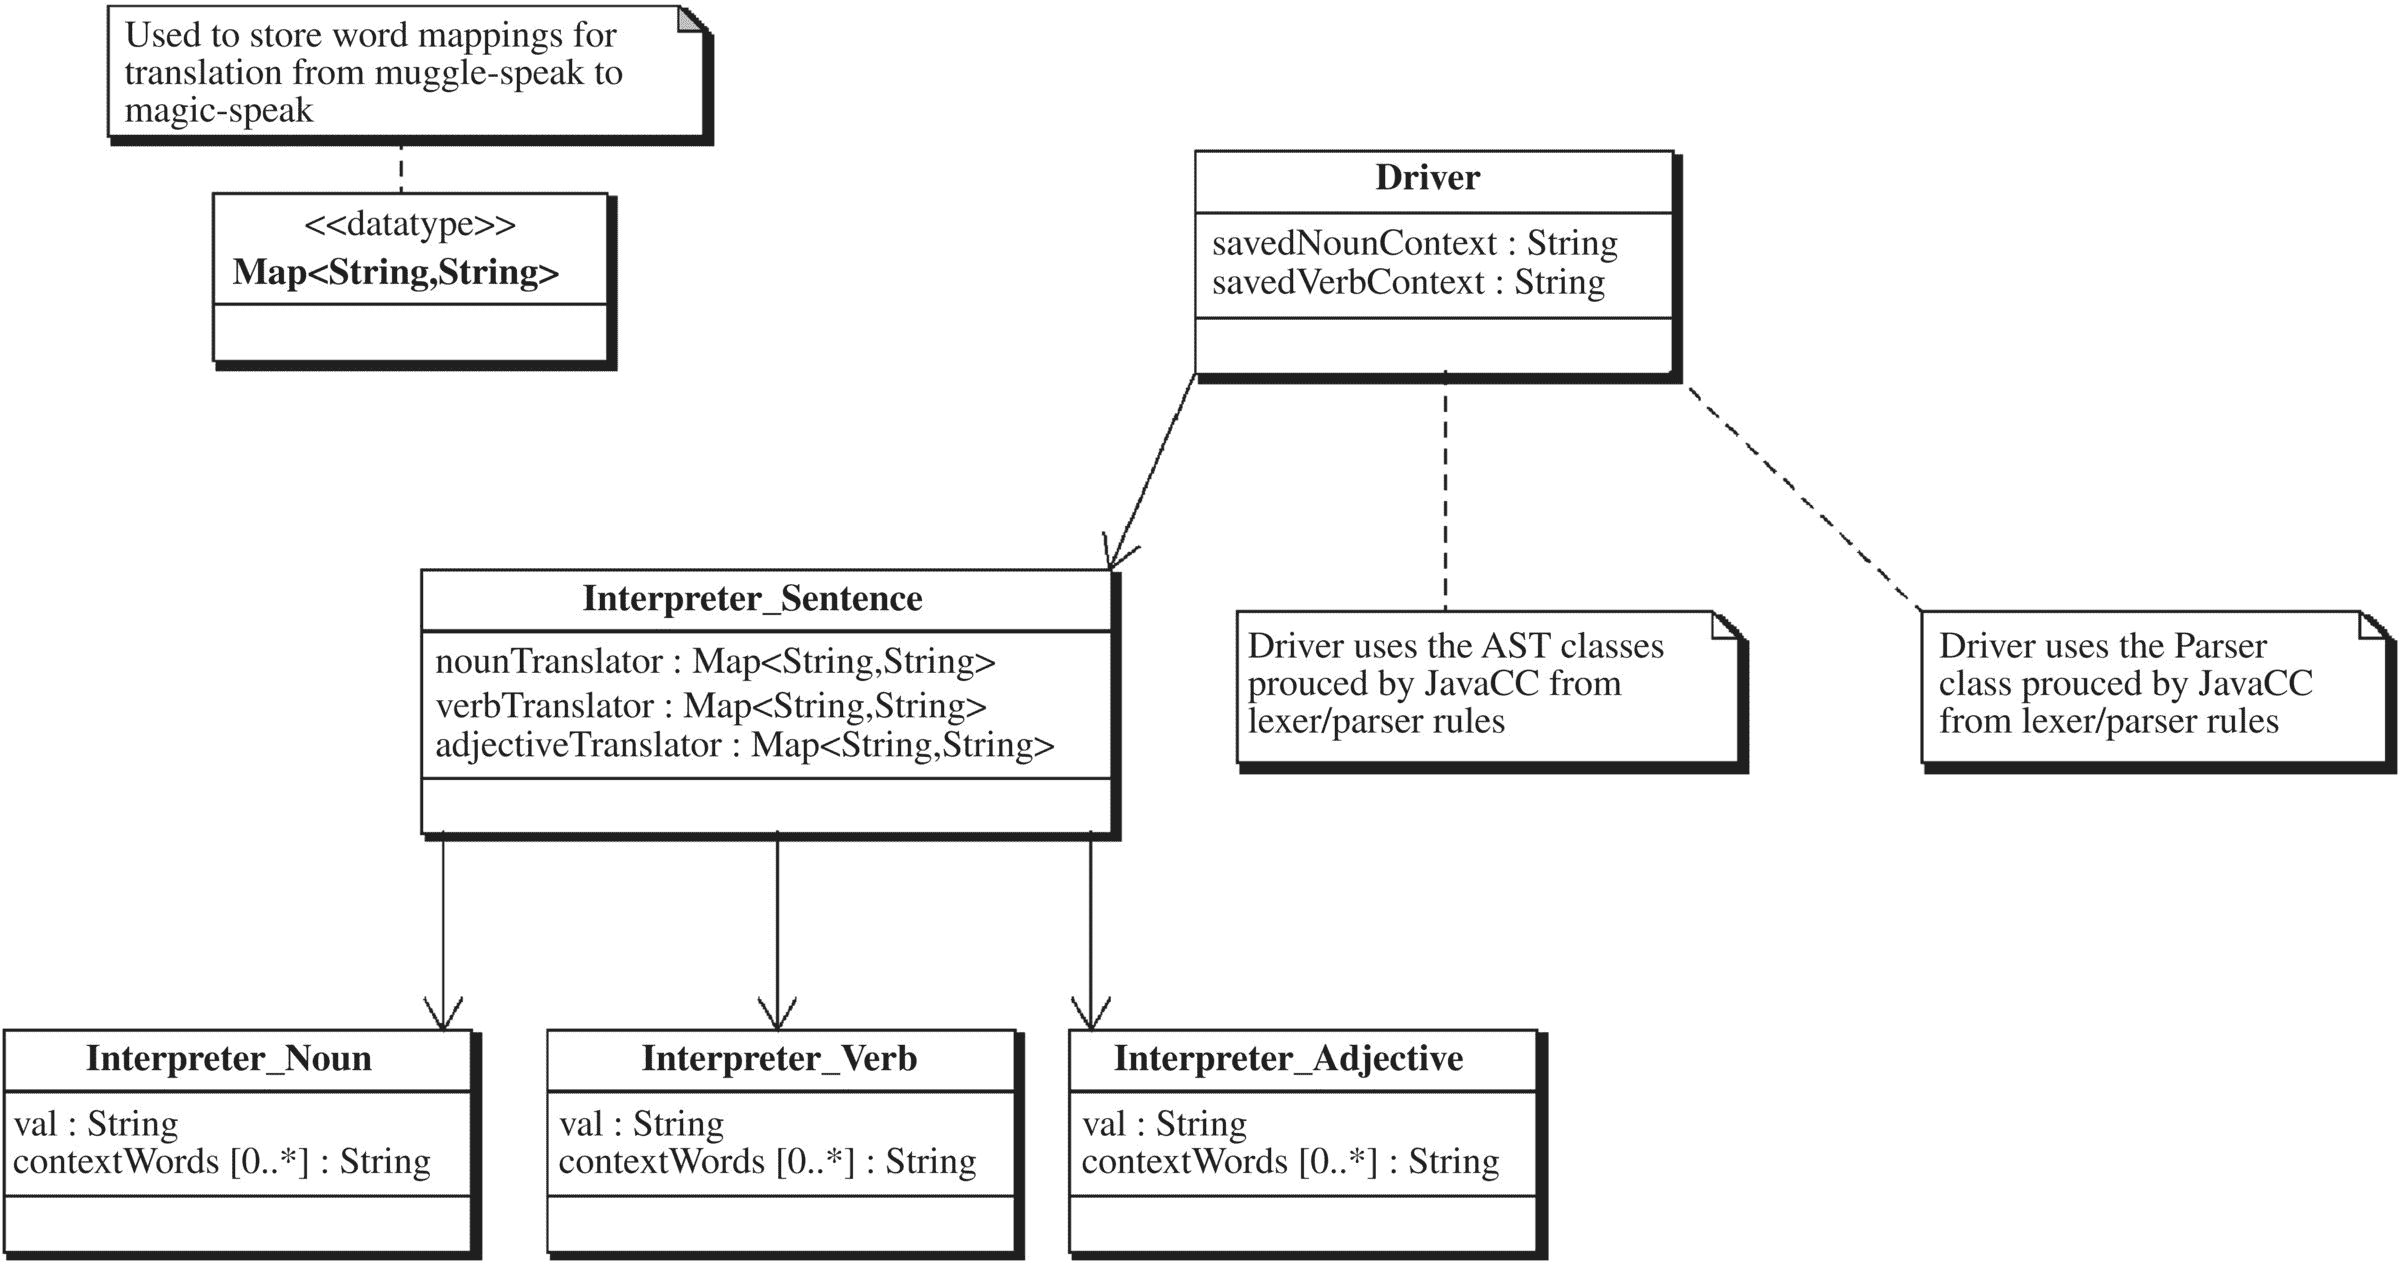 Used to store word mappings for
translation from muggle-speak to
magic-speak
<<datatype>>
Map<String,String>
Driver
savedNounContext : String
savedVerbContext : String
Interpreter_Sentence
nounTranslator : Map<String,String>
verbTranslator : Map<String,String>
adjectiveTranslator : Map<String,String>
Driver uses the AST classes
prouced by JavaCC from
lexer/parser rules
Driver uses the Parser
class prouced by JavaCC
from lexer/parser rules
Interpreter_Noun
val : String
contextWords [0..*] : String
Interpreter_Verb
val : String
contextWords [0..*] : String
Interpreter_Adjective
val : String
contextWords [0..*] : String